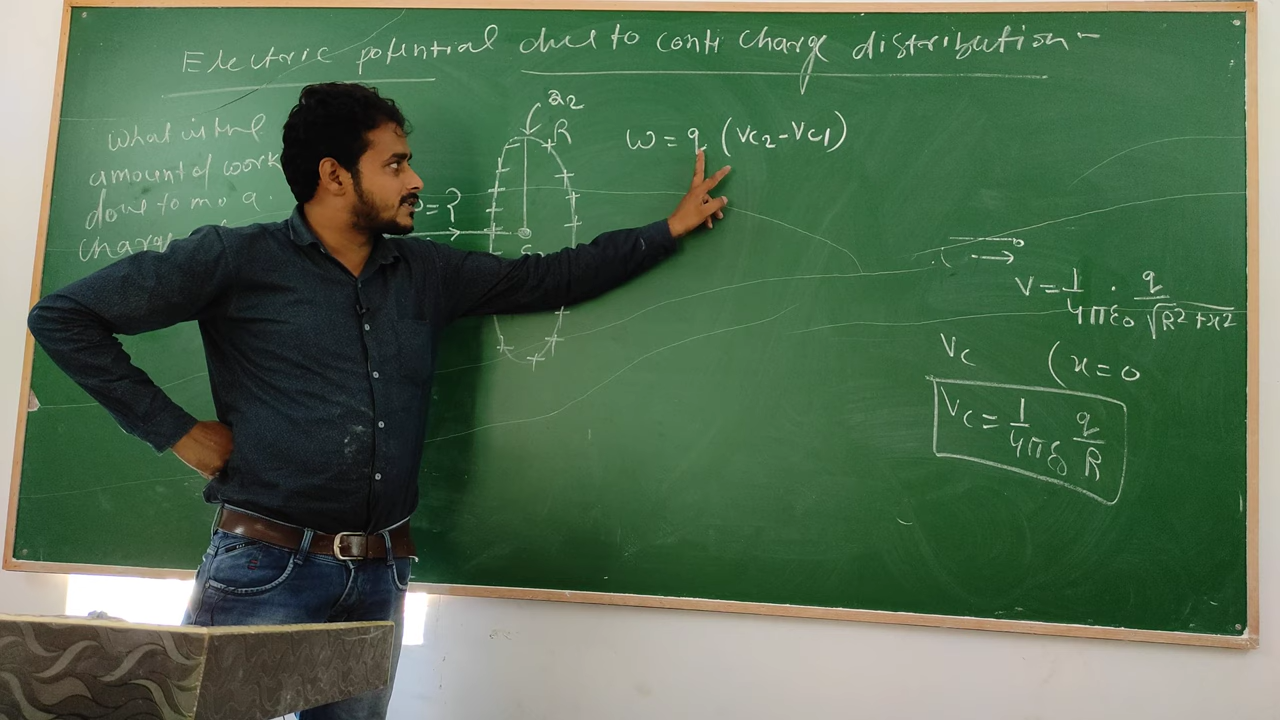 Electric potential due to conti charge distribution-
What is the
amount of work
done to move q
charge
=?
a2
R
W = q (Vc2-Vc1)
V = 1/4πε0 . q/√R²+x²
Vc (x=0
Vc = 1/4πε0 q/R